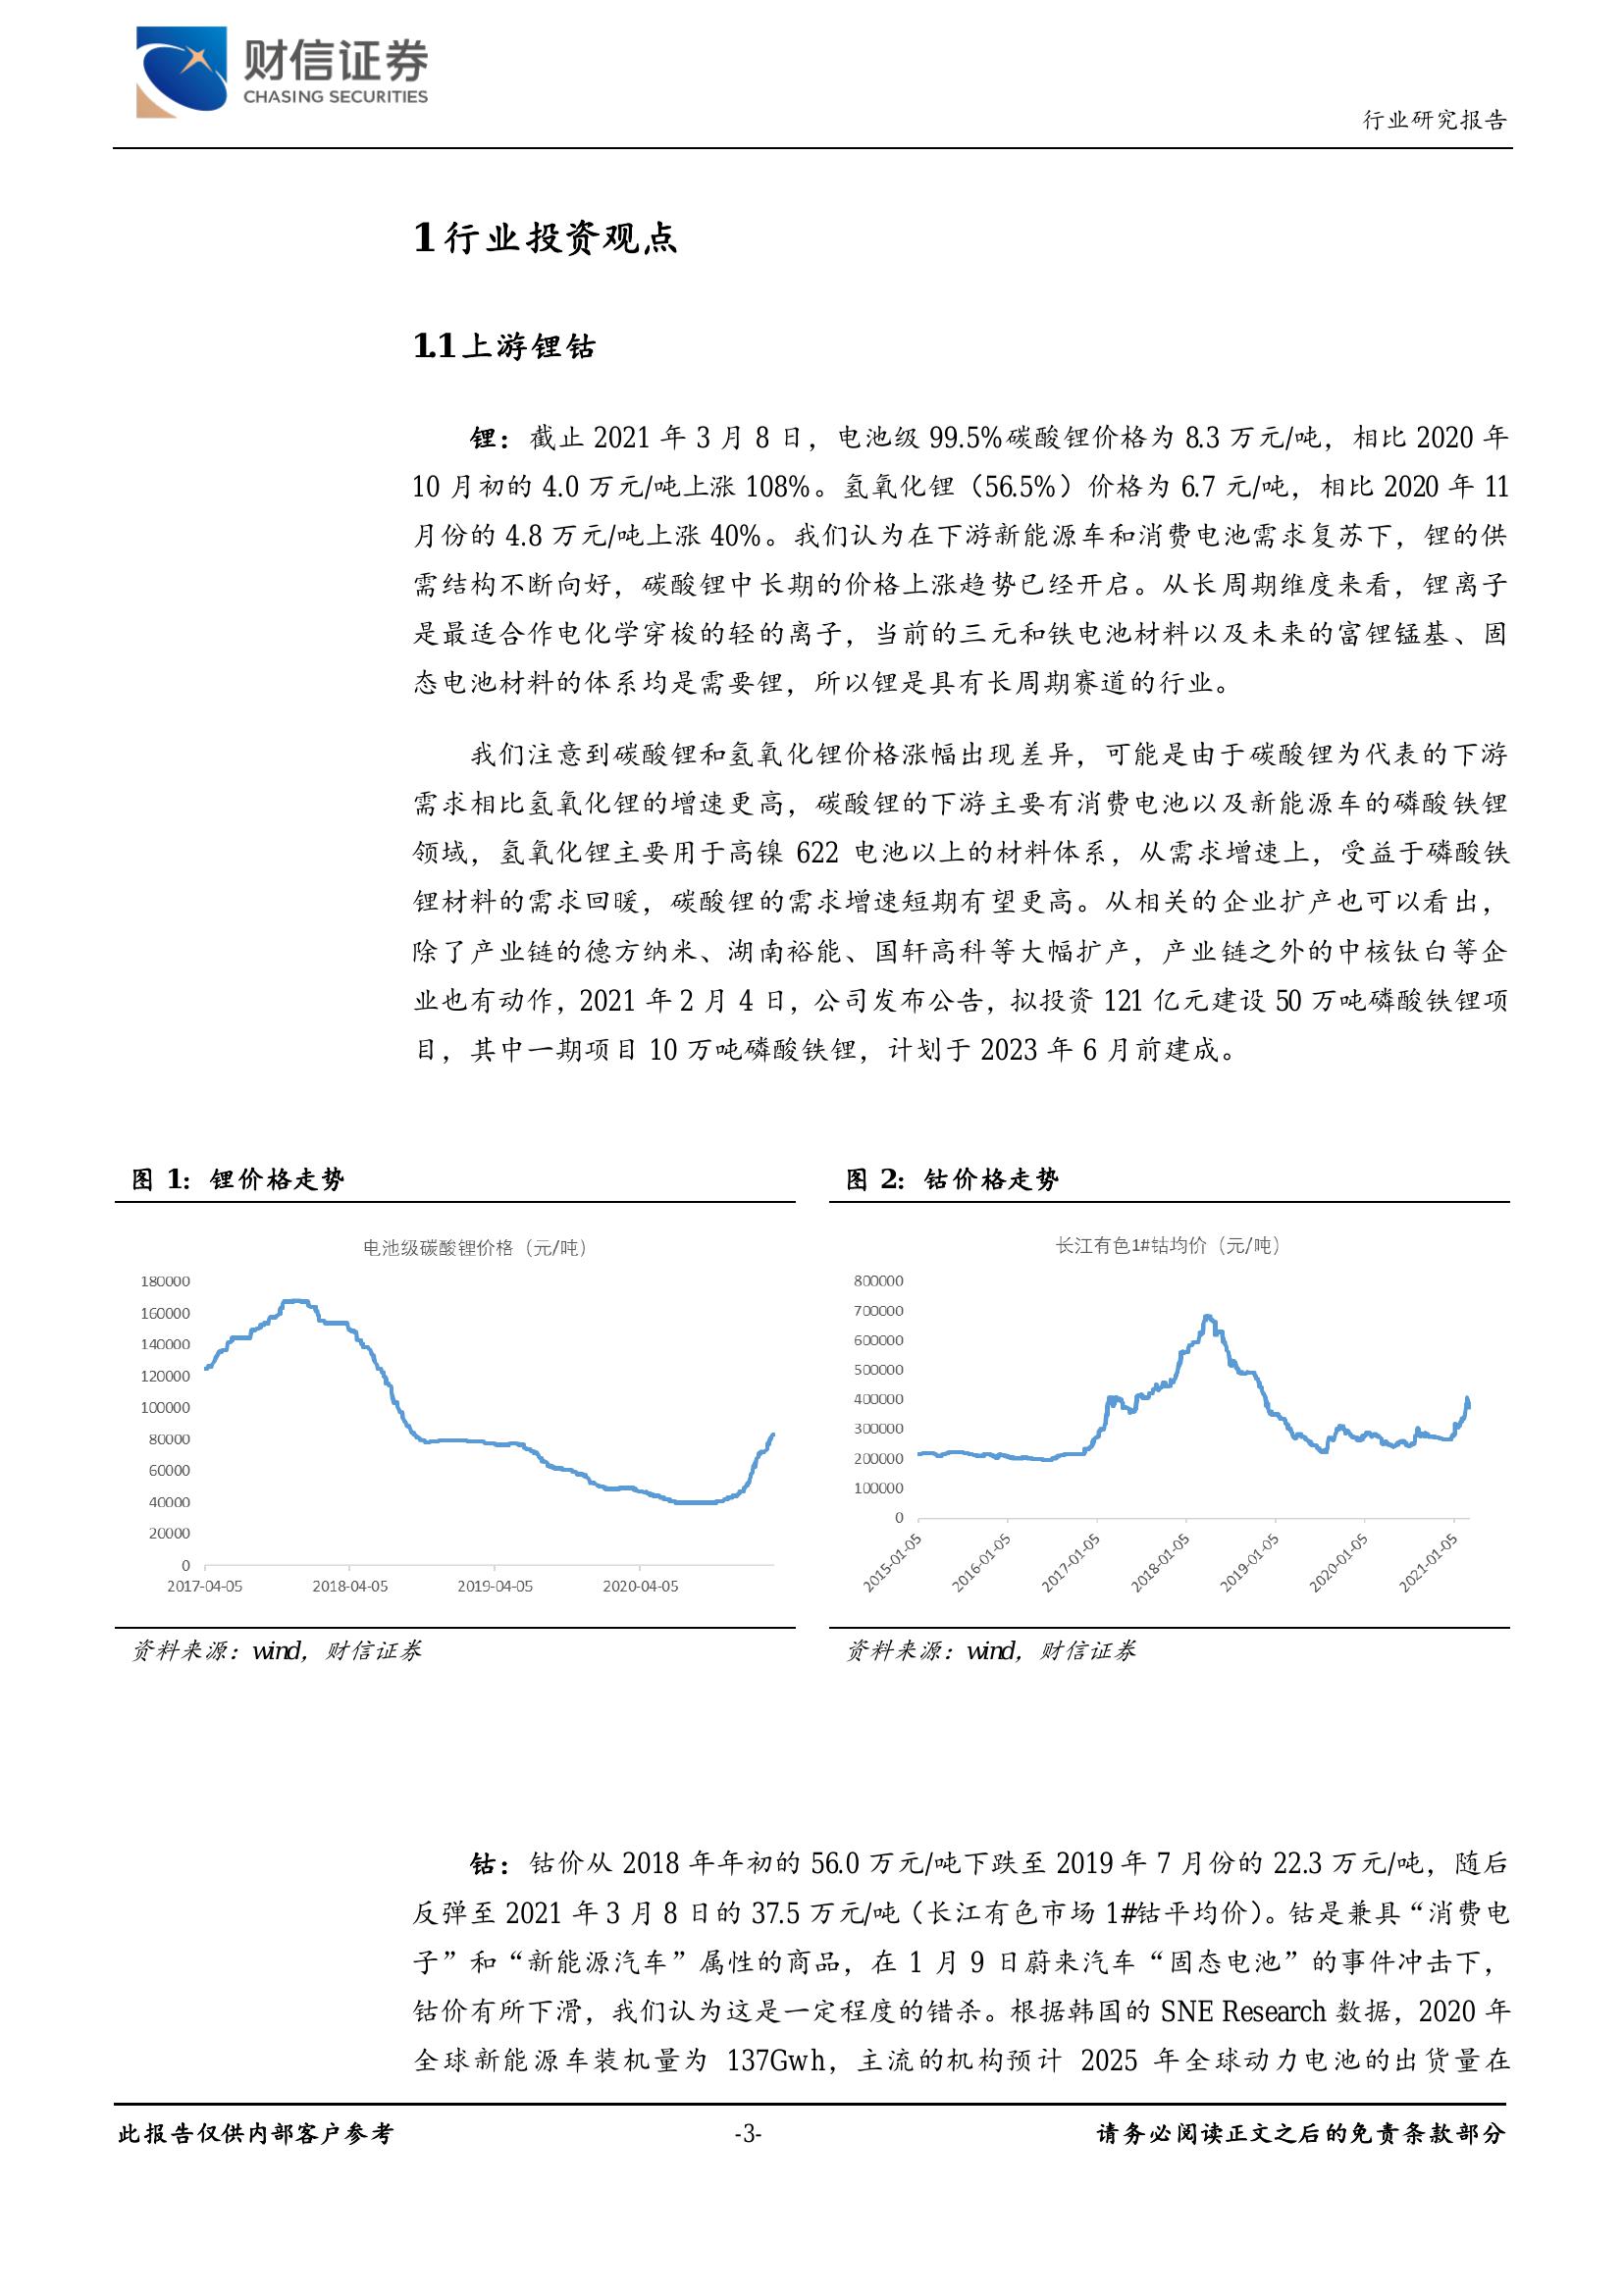 财信证券
CHASING SECURITIES
行业研究报告
1 行业投资观点
1.1 上游锂钴
锂：截止 2021 年 3 月 8 日，电池级 99.5%碳酸锂价格为 8.3 万元/吨，相比 2020 年
10 月初的 4.0 万元/吨上涨 108%。氢氧化锂（56.5%）价格为 6.7 元/吨，相比 2020 年 11
月份的 4.8 万元/吨上涨 40%。我们认为在下游新能源车和消费电池需求复苏下，锂的供
需结构不断向好，碳酸锂中长期的价格上涨趋势已经开启。从长周期维度来看，锂离子
是最适合作电化学穿梭的轻的离子，当前的三元和铁电池材料以及未来的富锂锰基、固
态电池材料的体系均是需要锂，所以锂是具有长周期赛道的行业。
我们注意到碳酸锂和氢氧化锂价格涨幅出现差异，可能是由于碳酸锂为代表的下游
需求相比氢氧化锂的增速更高，碳酸锂的下游主要有消费电池以及新能源车的磷酸铁锂
领域，氢氧化锂主要用于高镍 622 电池以上的材料体系，从需求增速上，受益于磷酸铁
锂材料的需求回暖，碳酸锂的需求增速短期有望更高。从相关的企业扩产也可以看出，
除了产业链的德方纳米、湖南裕能、国轩高科等大幅扩产，产业链之外的中核钛白等企
业也有动作，2021 年 2 月 4 日，公司发布公告，拟投资 121 亿元建设 50 万吨磷酸铁锂项
目，其中一期项目 10 万吨磷酸铁锂，计划于 2023 年 6 月前建成。
图 1：锂价格走势
电池级碳酸锂价格（元/吨）
180000
160000
140000
120000
100000
80000
60000
40000
20000
0
2017-04-05 2018-04-05 2019-04-05 2020-04-05
资料来源：wind，财信证券
图 2：钴价格走势
长江有色1#钴均价（元/吨）
800000
700000
600000
500000
400000
300000
200000
100000
0
2015-01-05 2016-01-05 2017-01-05 2018-01-05 2019-01-05 2020-01-05 2021-01-05
资料来源：wind，财信证券
钴：钴价从 2018 年年初的 56.0 万元/吨下跌至 2019 年 7 月份的 22.3 万元/吨，随后
反弹至 2021 年 3 月 8 日的 37.5 万元/吨（长江有色市场 1#钴平均价）。钴是兼具“消费电
子”和“新能源汽车”属性的商品，在 1 月 9 日蔚来汽车“固态电池”的事件冲击下，
钴价有所下滑，我们认为这是一定程度的错杀。根据韩国的 SNE Research 数据，2020 年
全球新能源车装机量为 137Gwh，主流的机构预计 2025 年全球动力电池的出货量在
此报告仅供内部客户参考
-3-
请务必阅读正文之后的免责条款部分